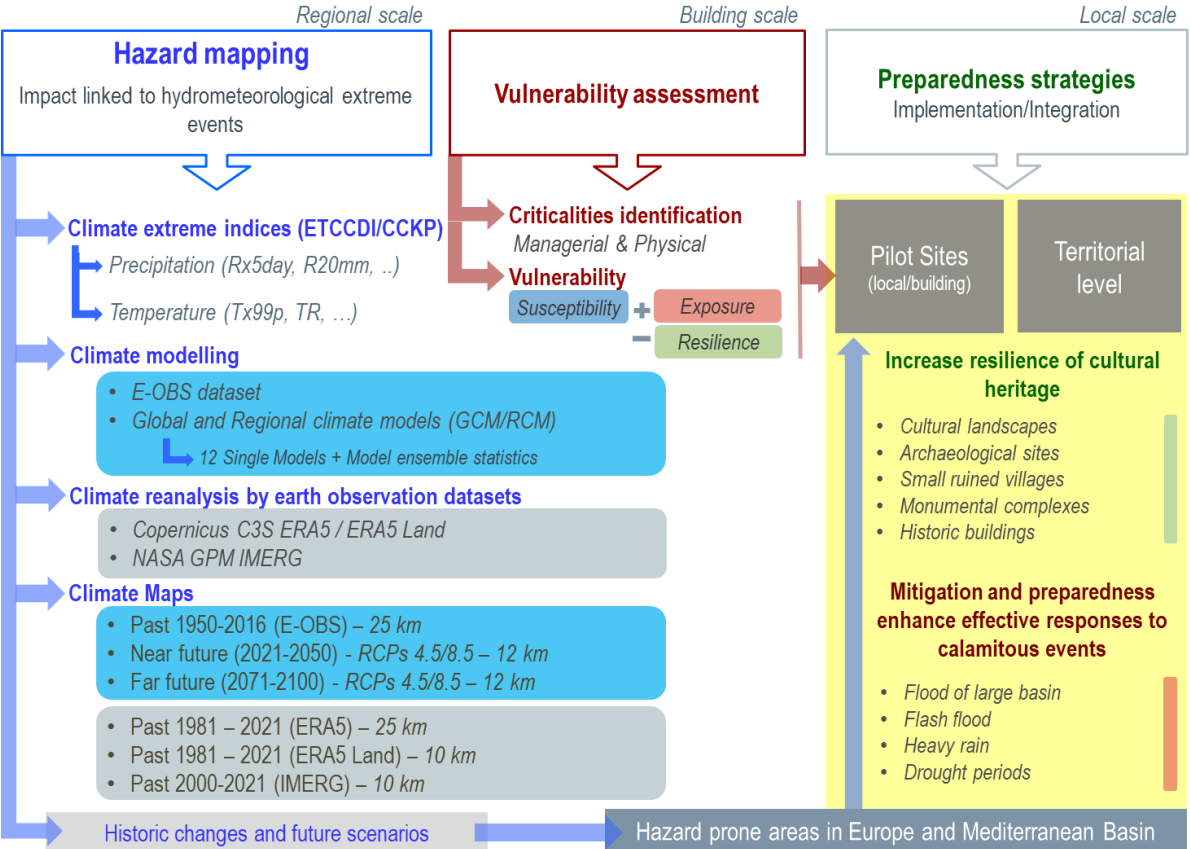 Regional scale
Hazard mapping
Impact linked to hydrometeorological extreme
events
Climate extreme indices (ETCCDI/CCKP)
Precipitation (Rx5day, R20mm, ..)
Temperature (Tx99p, TR, …)
Climate modelling
• E-OBS dataset
• Global and Regional climate models (GCM/RCM)
12 Single Models + Model ensemble statistics
Climate reanalysis by earth observation datasets
• Copernicus C3S ERA5 / ERA5 Land
• NASA GPM IMERG
Climate Maps
• Past 1950-2016 (E-OBS) – 25 km
• Near future (2021-2050) - RCPs 4.5/8.5 – 12 km
• Far future (2071-2100) - RCPs 4.5/8.5 – 12 km
• Past 1981 – 2021 (ERA5) – 25 km
• Past 1981 – 2021 (ERA5 Land) – 10 km
• Past 2000-2021 (IMERG) – 10 km
Historic changes and future scenarios
Building scale
Vulnerability assessment
Criticalities identification
Managerial & Physical
Vulnerability
Susceptibility + Exposure
– Resilience
Local scale
Preparedness strategies
Implementation/Integration
Pilot Sites
(local/building)
Territorial
level
Increase resilience of cultural
heritage
• Cultural landscapes
• Archaeological sites
• Small ruined villages
• Monumental complexes
• Historic buildings
Mitigation and preparedness
enhance effective responses to
calamitous events
• Flood of large basin
• Flash flood
• Heavy rain
• Drought periods
Hazard prone areas in Europe and Mediterranean Basin